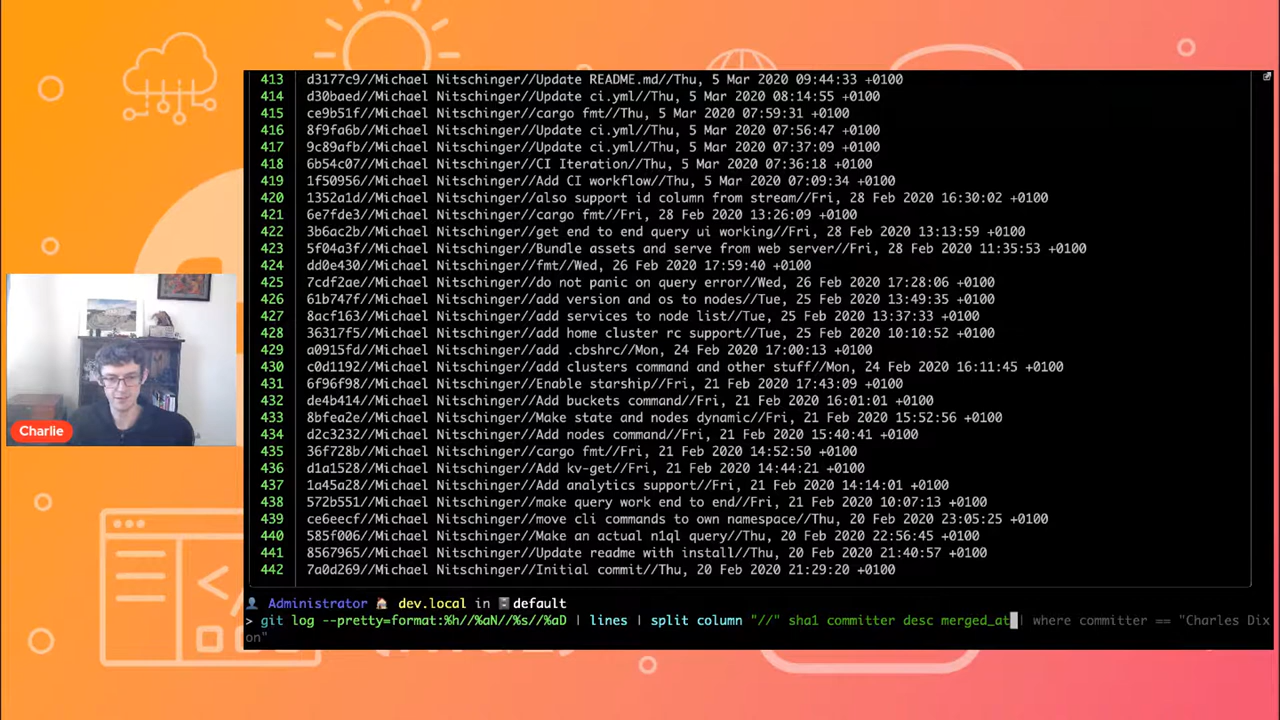 413 d3177c9//Michael Nitschinger//Update README.md//Thu, 5 Mar 2020 09:44:33 +0100
414 d30baed//Michael Nitschinger//Update ci.yml//Thu, 5 Mar 2020 08:14:55 +0100
415 ce9b51f//Michael Nitschinger//cargo fmt//Thu, 5 Mar 2020 07:59:31 +0100
416 8f9fa6b//Michael Nitschinger//Update ci.yml//Thu, 5 Mar 2020 07:56:47 +0100
417 9c89afb//Michael Nitschinger//Update ci.yml//Thu, 5 Mar 2020 07:37:09 +0100
418 6b54c07//Michael Nitschinger//CI Iteration//Thu, 5 Mar 2020 07:36:18 +0100
419 1f50956//Michael Nitschinger//Add CI workflow//Thu, 5 Mar 2020 07:09:34 +0100
420 1352a1d//Michael Nitschinger//also support id column from stream//Fri, 28 Feb 2020 16:30:02 +0100
421 6e7fde3//Michael Nitschinger//cargo fmt//Fri, 28 Feb 2020 13:26:09 +0100
422 3b6ac2b//Michael Nitschinger//get end to end query ui working//Fri, 28 Feb 2020 13:13:59 +0100
423 5f04a3f//Michael Nitschinger//Bundle assets and serve from web server//Fri, 28 Feb 2020 11:35:53 +0100
424 dd0e430//Michael Nitschinger//fmt//Wed, 26 Feb 2020 17:59:40 +0100
425 7cdf2ae//Michael Nitschinger//do not panic on query error//Wed, 26 Feb 2020 17:28:06 +0100
426 61b747f//Michael Nitschinger//add version and os to nodes//Tue, 25 Feb 2020 13:49:35 +0100
427 8acf163//Michael Nitschinger//add services to node list//Tue, 25 Feb 2020 13:37:33 +0100
428 36317f5//Michael Nitschinger//add home cluster rc support//Tue, 25 Feb 2020 10:10:52 +0100
429 a0915fd//Michael Nitschinger//add .cbshrc//Mon, 24 Feb 2020 17:00:13 +0100
430 c0d1192//Michael Nitschinger//add clusters command and other stuff//Mon, 24 Feb 2020 16:11:45 +0100
431 6f96f98//Michael Nitschinger//Enable starship//Fri, 21 Feb 2020 17:43:09 +0100
432 de4b414//Michael Nitschinger//Add buckets command//Fri, 21 Feb 2020 16:01:01 +0100
433 8bfea2e//Michael Nitschinger//Make state and nodes dynamic//Fri, 21 Feb 2020 15:52:56 +0100
434 d2c3232//Michael Nitschinger//Add nodes command//Fri, 21 Feb 2020 15:40:41 +0100
435 36f728b//Michael Nitschinger//cargo fmt//Fri, 21 Feb 2020 14:52:50 +0100
436 d1a1528//Michael Nitschinger//Add kv-get//Fri, 21 Feb 2020 14:44:21 +0100
437 1a45a28//Michael Nitschinger//Add analytics support//Fri, 21 Feb 2020 14:14:01 +0100
438 572b551//Michael Nitschinger//make query work end to end//Fri, 21 Feb 2020 10:07:13 +0100
439 ce6eecf//Michael Nitschinger//move cli commands to own namespace//Thu, 20 Feb 2020 23:05:25 +0100
440 585f006//Michael Nitschinger//Make an actual n1ql query//Thu, 20 Feb 2020 22:56:45 +0100
441 8567965//Michael Nitschinger//Update readme with install//Thu, 20 Feb 2020 21:40:57 +0100
442 7a0d269//Michael Nitschinger//Initial commit//Thu, 20 Feb 2020 21:29:20 +0100
Administrator dev.local in default
> git log --pretty=format:%h//%aN//%s//%aD | lines | split column "//" sha1 committer desc merged_at| where committer == "Charles Dix
on"
Charlie